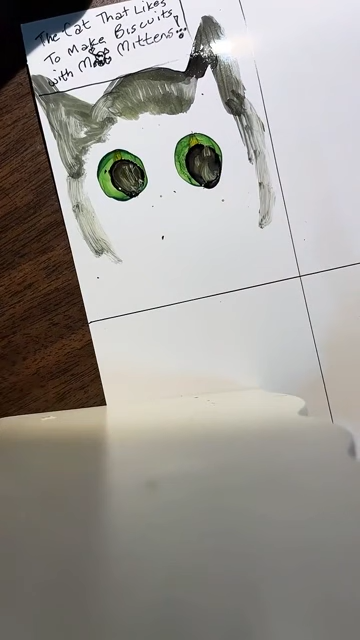 The Cat That Likes
To Make Biscuits
with Mittens!!